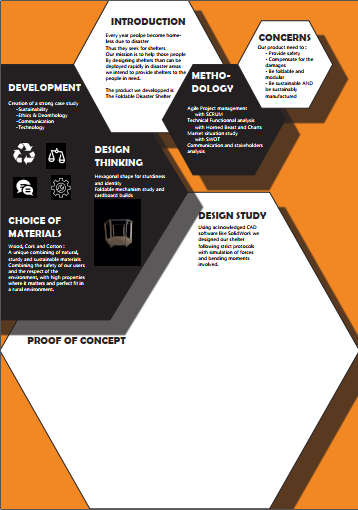 INTRODUCTION
Every year peolpe become home-
less due to disaster
Thus they seek for shelters
Our mission is to help those people
By designing shelters than can be
deployed rapidly in disaster areas
we intend to provide shelters to the
people in need.
The product we developped is
The Foldable Disaster Shelter
CONCERNS
Our product need to :
- Provide safety
- Compensate for the
damages
- Be foldable and
modular
- Be sustainable AND
be sustainably
manufactured
METHO-
DOLOGY
Agile Project management
with SCRUM
Technical Functionnal analysis
with Horned Beast and Charts
Market situation study
with SWOT
Communication and stakeholders
analysis
DEVELOPMENT
Creation of a strong case study
-Sustainability
-Ethics & Deonthology
-Communication
-Technology
DESIGN
THINKING
Hexagonal shape for sturdiness
and identity
Foldable mechanism study and
cardboard builds
CHOICE OF
MATERIALS
Wood, Cork and Cotton :
A unique combining of natural,
sturdy and sustainable materials
Combining the safety of our users
and the respect of the
environment, with high properties
where it matters and perfect fit in
a rural environment.
DESIGN STUDY
Using acknowledged CAD
software like SolidWork we
designed our shelter
following strict protocols
with simulation of forces
and bending moments
involved.
PROOF OF CONCEPT